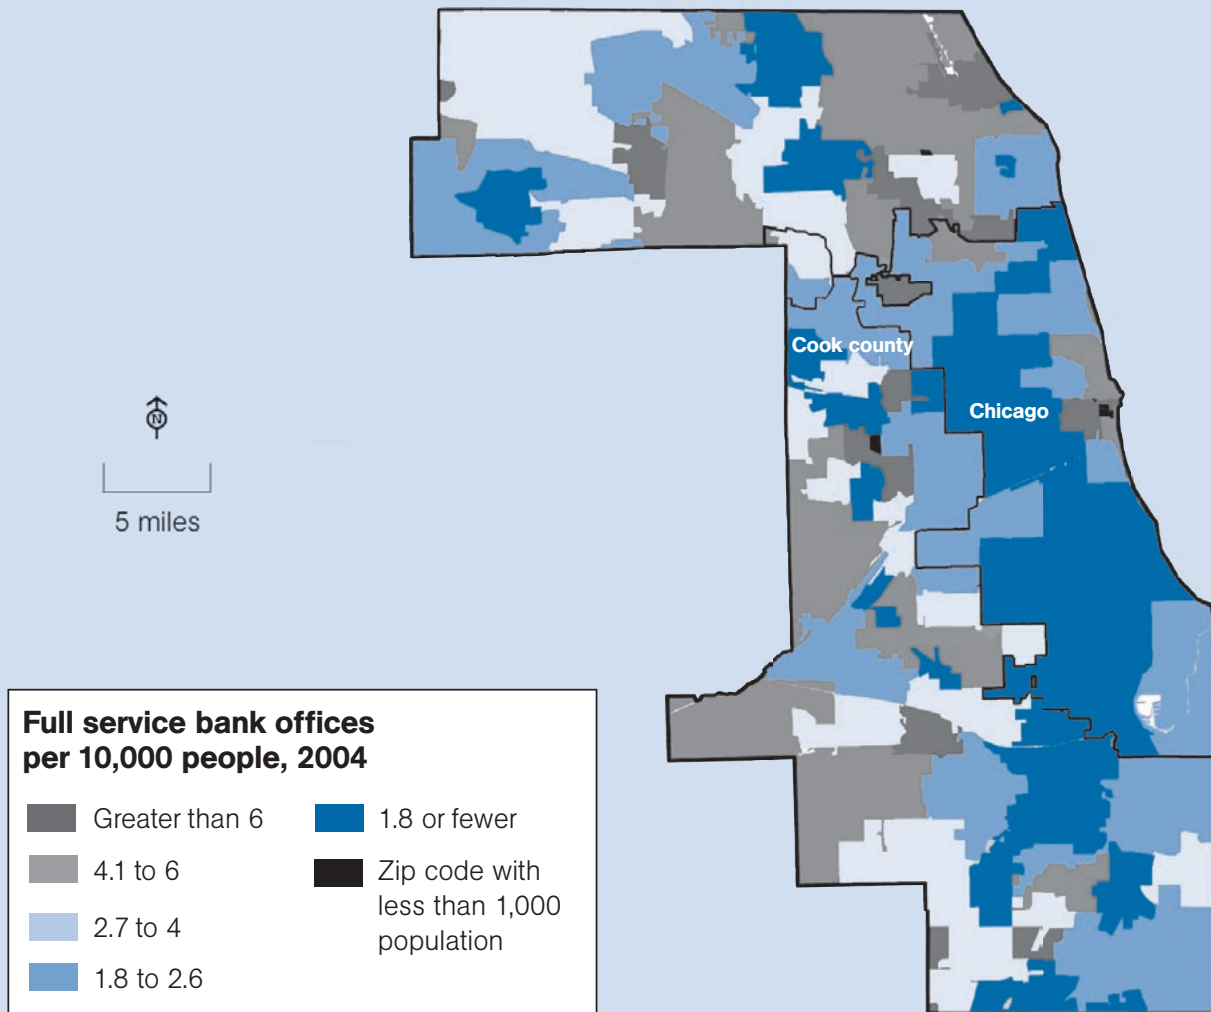 Cook county
Chicago
N
5 miles
Full service bank offices
per 10,000 people, 2004
Greater than 6
4.1 to 6
2.7 to 4
1.8 to 2.6
1.8 or fewer
Zip code with
less than 1,000
population